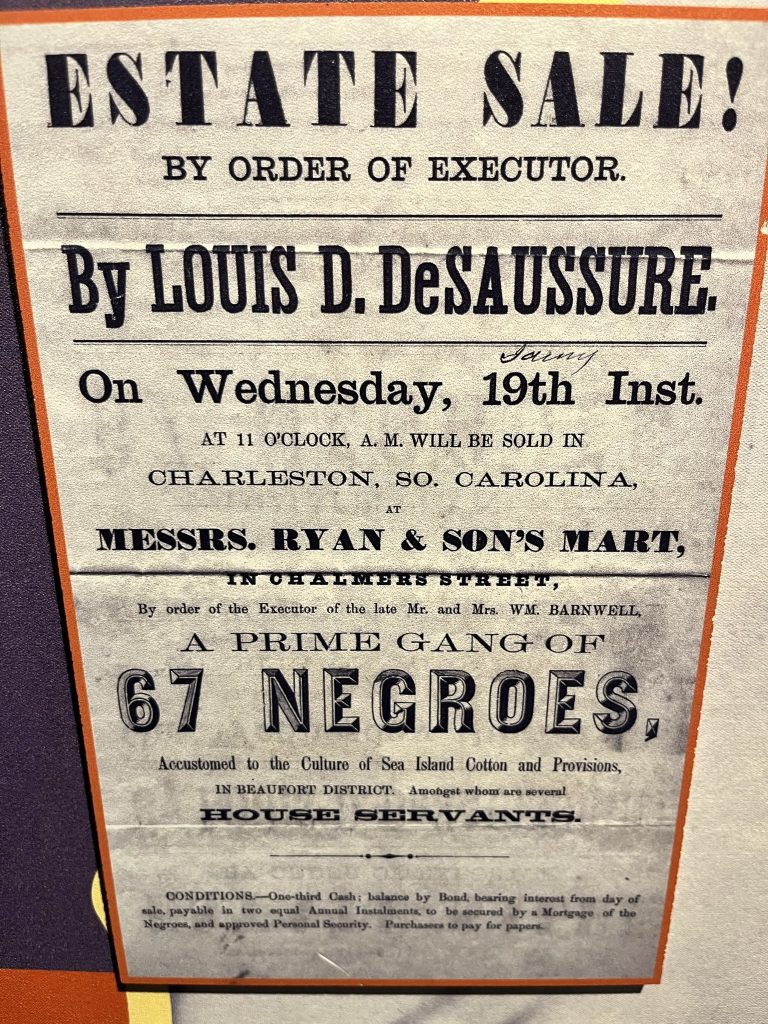 ESTATE SALE!
BY ORDER OF EXECUTOR.
By LOUIS D. DeSAUSSURE.
On Wednesday, 19th Inst.
AT 11 O'CLOCK, A. M. WILL BE SOLD IN
CHARLESTON, SO. CAROLINA,
AT
MESSRS. RYAN & SON'S MART,
IN CHALMERS STREET,
By order of the Executor of the late Mr. and Mrs. WM. BARNWELL,
A PRIME GANG OF
67 NEGROES,
Accustomed to the Culture of Sea Island Cotton and Provisions,
IN BEAUFORT DISTRICT. Amongst whom are several
HOUSE SERVANTS.
CONDITIONS.—One-third Cash; balance by Bond, bearing interest from day of
sale, payable in two equal Annual Instalments, to be secured by a Mortgage of the
Negroes, and approved Personal Security. Purchasers to pay for papers.